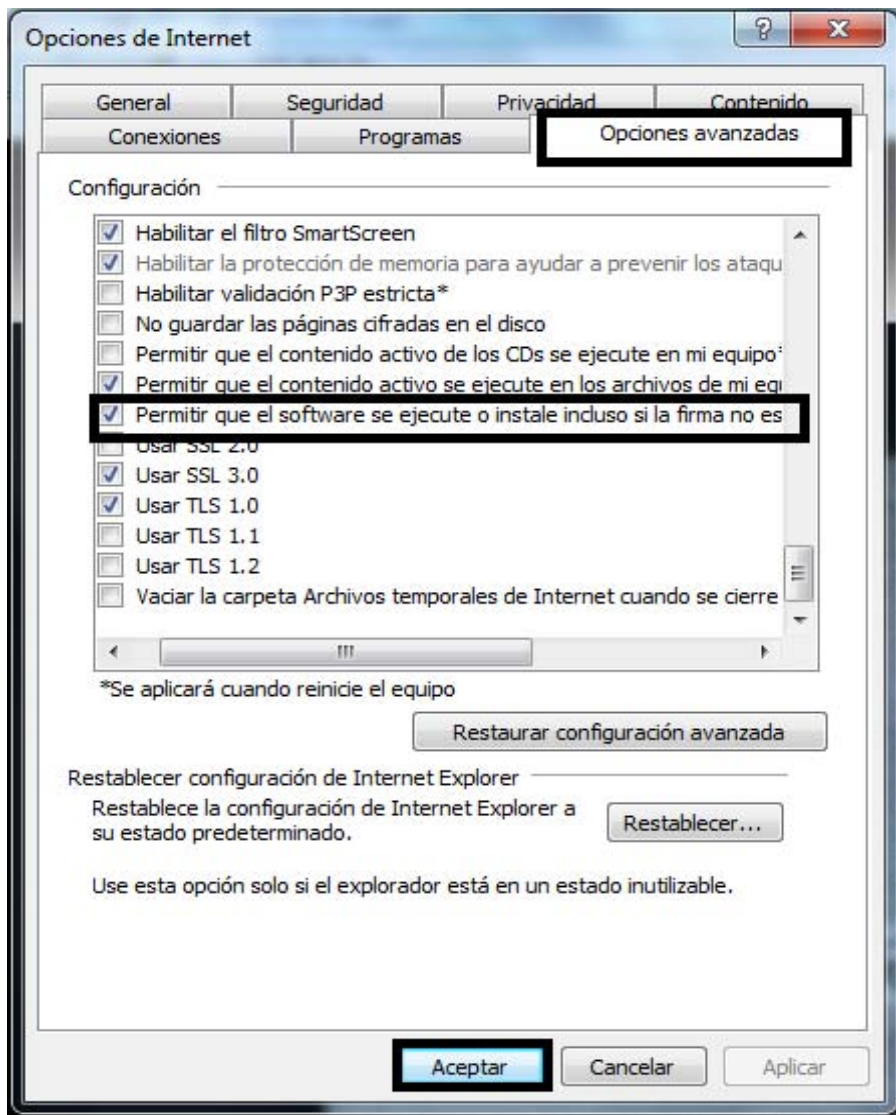 Opciones de Internet
General Seguridad Privacidad Contenido
Conexiones Programas Opciones avanzadas
Configuración
Habilitar el filtro SmartScreen
Habilitar la protección de memoria para ayudar a prevenir los ataqu
Habilitar validación P3P estricta*
No guardar las páginas cifradas en el disco
Permitir que el contenido activo de los CDs se ejecute en mi equipo*
Permitir que el contenido activo se ejecute en los archivos de mi equ
Permitir que el software se ejecute o instale incluso si la firma no es
Usar SSL 2.0
Usar SSL 3.0
Usar TLS 1.0
Usar TLS 1.1
Usar TLS 1.2
Vaciar la carpeta Archivos temporales de Internet cuando se cierre
*Se aplicará cuando reinicie el equipo
Restaurar configuración avanzada
Restablecer configuración de Internet Explorer
Restablece la configuración de Internet Explorer a
su estado predeterminado.
Restablecer...
Use esta opción solo si el explorador está en un estado inutilizable.
Aceptar Cancelar Aplicar